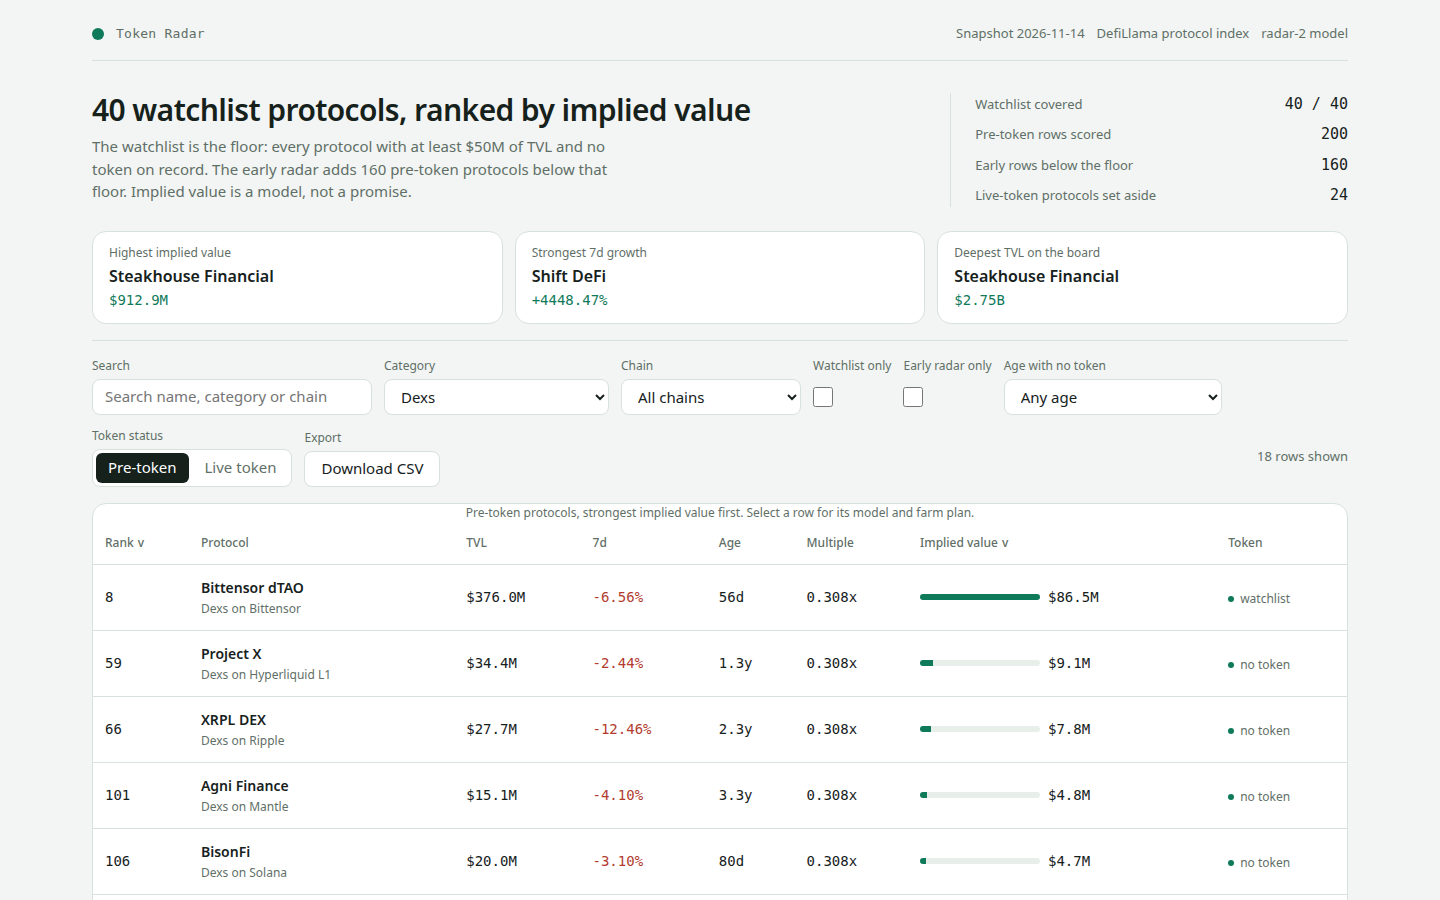 Token Radar
Snapshot 2026-11-14 DefiLlama protocol index radar-2 model
40 watchlist protocols, ranked by implied value
The watchlist is the floor: every protocol with at least $50M of TVL and no
token on record. The early radar adds 160 pre-token protocols below that
floor. Implied value is a model, not a promise.
Watchlist covered 40 / 40
Pre-token rows scored 200
Early rows below the floor 160
Live-token protocols set aside 24
Highest implied value
Steakhouse Financial
$912.9M
Strongest 7d growth
Shift DeFi
+4448.47%
Deepest TVL on the board
Steakhouse Financial
$2.75B
Search Category Chain Watchlist only Early radar only Age with no token
Search name, category or chain Dexs All chains Any age
Token status Export
Pre-token Live token Download CSV 18 rows shown
Pre-token protocols, strongest implied value first. Select a row for its model and farm plan.
Rank v Protocol TVL 7d Age Multiple Implied value v Token
8 Bittensor dTAO $376.0M -6.56% 56d 0.308x $86.5M watchlist
Dexs on Bittensor
59 Project X $34.4M -2.44% 1.3y 0.308x $9.1M no token
Dexs on Hyperliquid L1
66 XRPL DEX $27.7M -12.46% 2.3y 0.308x $7.8M no token
Dexs on Ripple
101 Agni Finance $15.1M -4.10% 3.3y 0.308x $4.8M no token
Dexs on Mantle
106 BisonFi $20.0M -3.10% 80d 0.308x $4.7M no token
Dexs on Solana